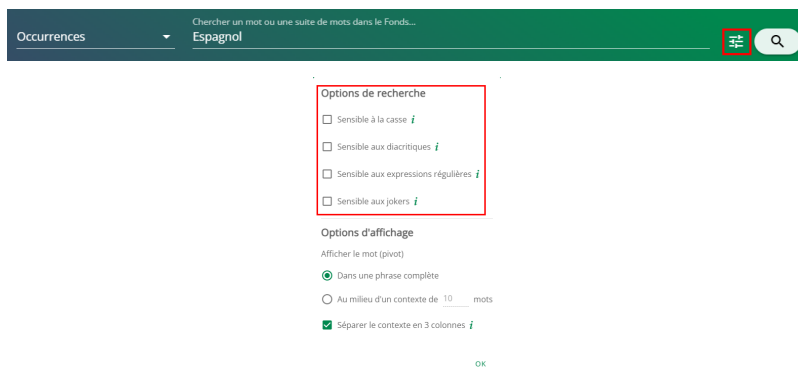 Chercher un mot ou une suite de mots dans le Fonds...
Occurrences
Espagnol
Options de recherche
Sensible à la casse i
Sensible aux diacritiques i
Sensible aux expressions régulières i
Sensible aux jokers i
Options d'affichage
Afficher le mot (pivot)
Dans une phrase complète
Au milieu d'un contexte de 10 mots
Séparer le contexte en 3 colonnes i
OK